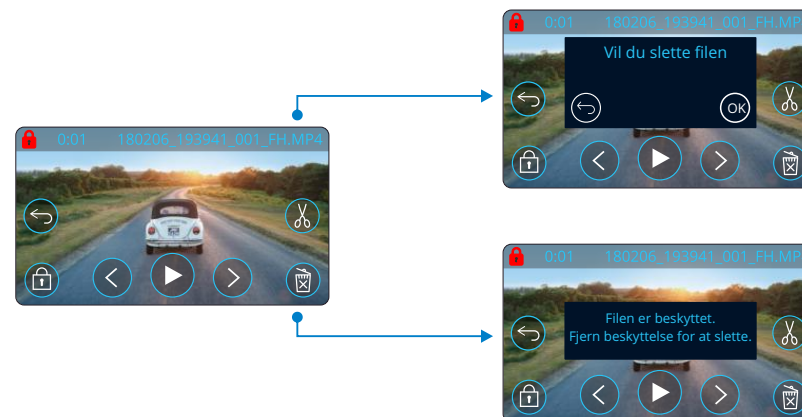 0:01 180206_193941_001_FH.MP4
0:01 180206_193941_001_FH.MP
Vil du slette filen
OK
0:01 180206_193941_001_FH.MP
Filen er beskyttet.
Fjern beskyttelse for at slette.